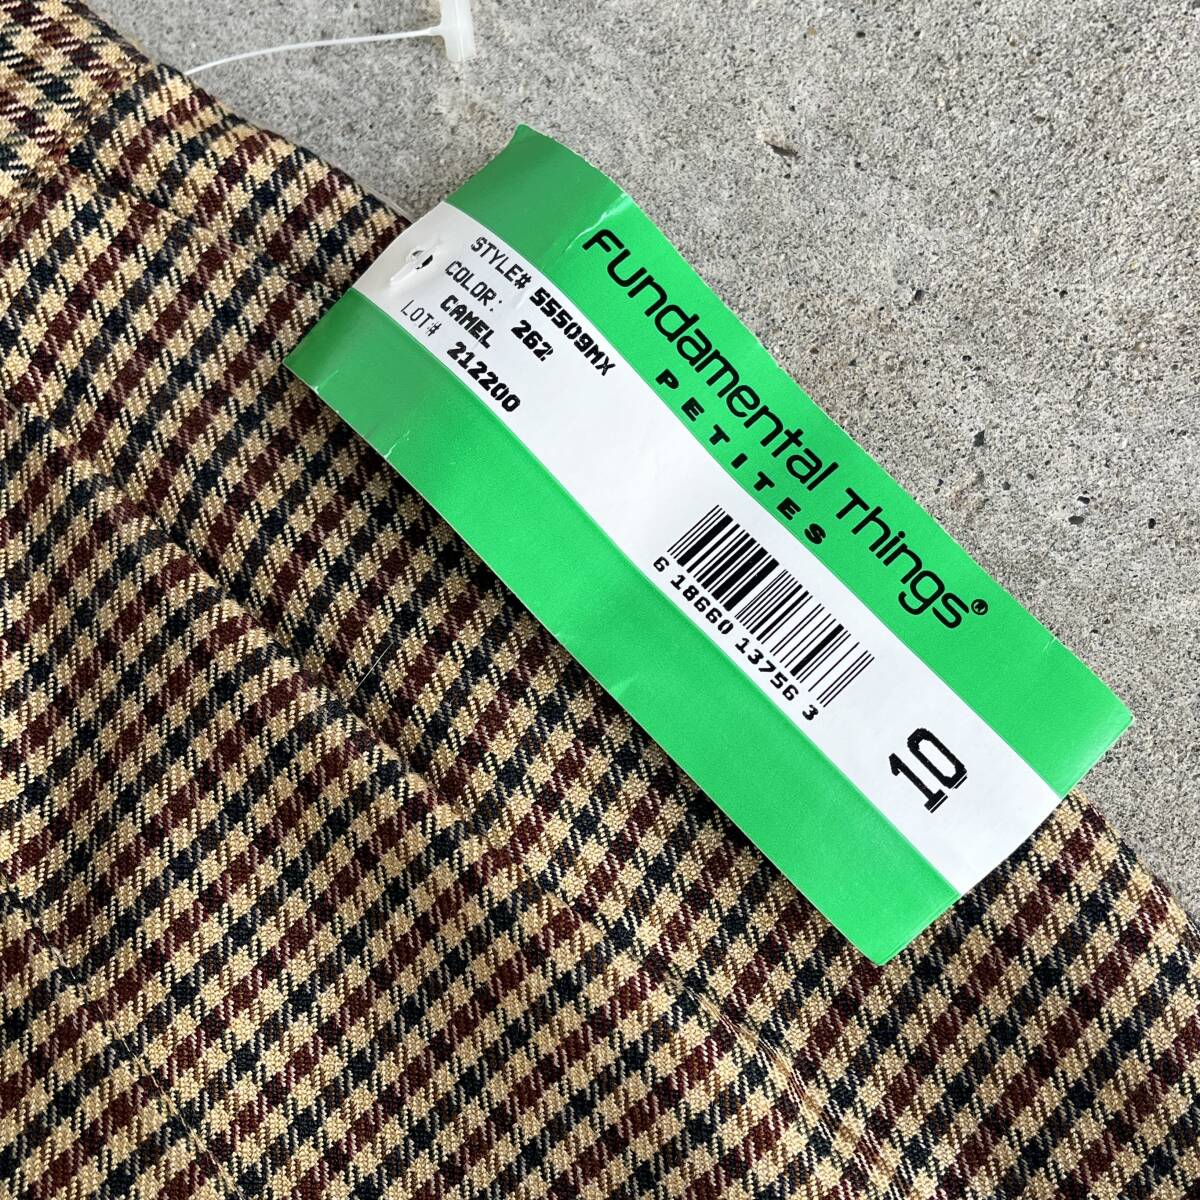 Fundamental Things®
PETITES
STYLE# 55509MX
COLOR: 262
CAMEL
LOT# 212200
6 18660 13756 3
10